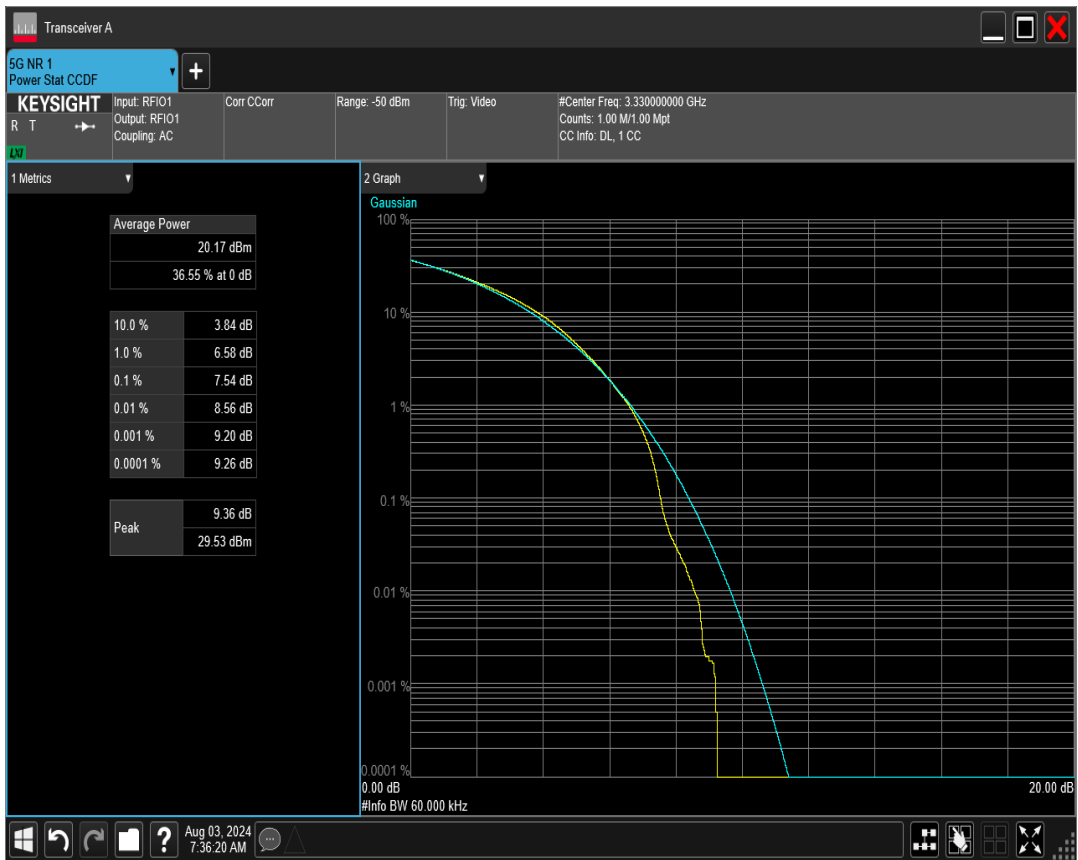 Transceiver A
5G NR 1
Power Stat CCDF
KEYSIGHT
R T
LXI
Input: RFIO1
Output: RFIO1
Coupling: AC
Corr CCorr
Range: -50 dBm
Trig: Video
#Center Freq: 3.330000000 GHz
Counts: 1.00 M/1.00 Mpt
CC Info: DL, 1 CC
1 Metrics
Average Power
20.17 dBm
36.55 % at 0 dB
10.0 % 3.84 dB
1.0 % 6.58 dB
0.1 % 7.54 dB
0.01 % 8.56 dB
0.001 % 9.20 dB
0.0001 % 9.26 dB
Peak
9.36 dB
29.53 dBm
2 Graph
Gaussian
100 %
10 %
1 %
0.1 %
0.01 %
0.001 %
0.0001 %
0.00 dB 20.00 dB
#Info BW 60.000 kHz
?
Aug 03, 2024
7:36:20 AM